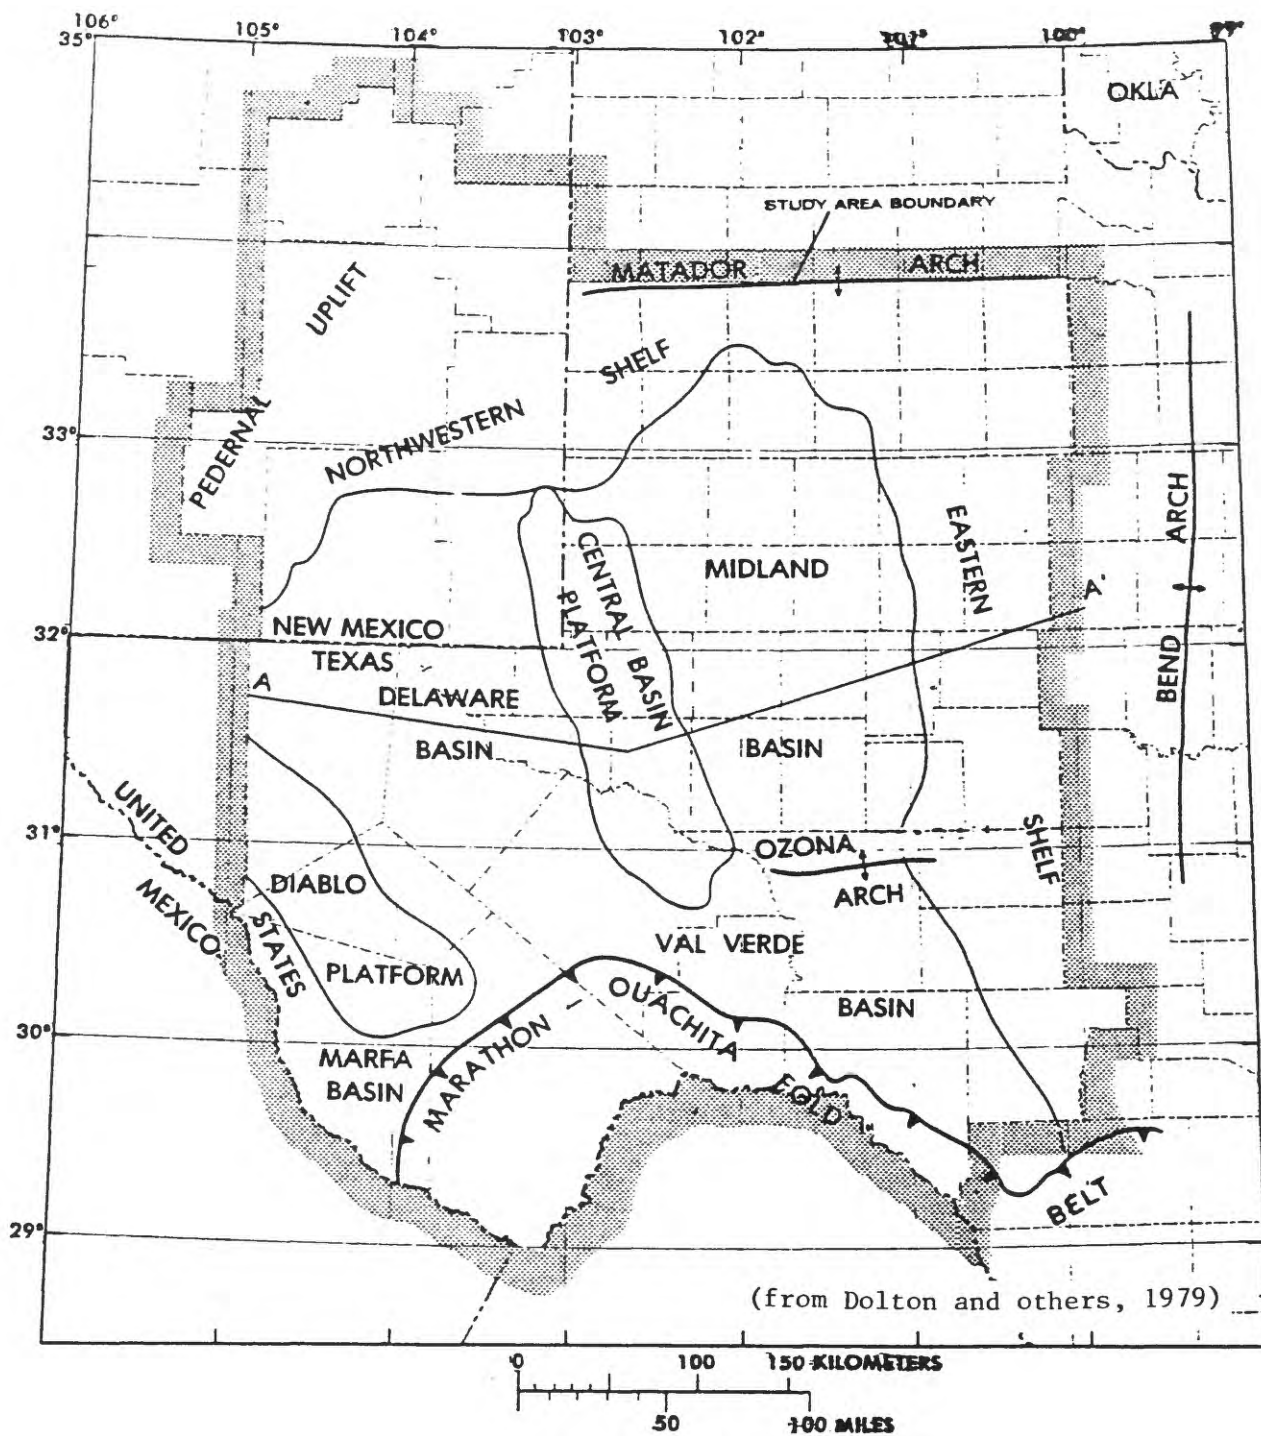 106°
105°
104°
103°
102°
101°
100°
99°
35°
OKLA
STUDY AREA BOUNDARY
MATADOR ARCH
UPLIFT
SHELF
33°
NORTHWESTERN
PEDERNAL
EASTERN
ARCH
CENTRAL BASIN
PLATFORM
MIDLAND
A'
32°
NEW MEXICO
TEXAS
A
DELAWARE
BASIN
BASIN
BEND
UNITED
31°
OZONA
ARCH
SHELF
DIABLO
MEXICO
STATES
VAL VERDE
PLATFORM
BASIN
OUACHITA
30°
MARFA
BASIN
MARATHON
FOLD
BELT
29°
(from Dolton and others, 1979)
0 100 150 KILOMETERS
50 100 MILES